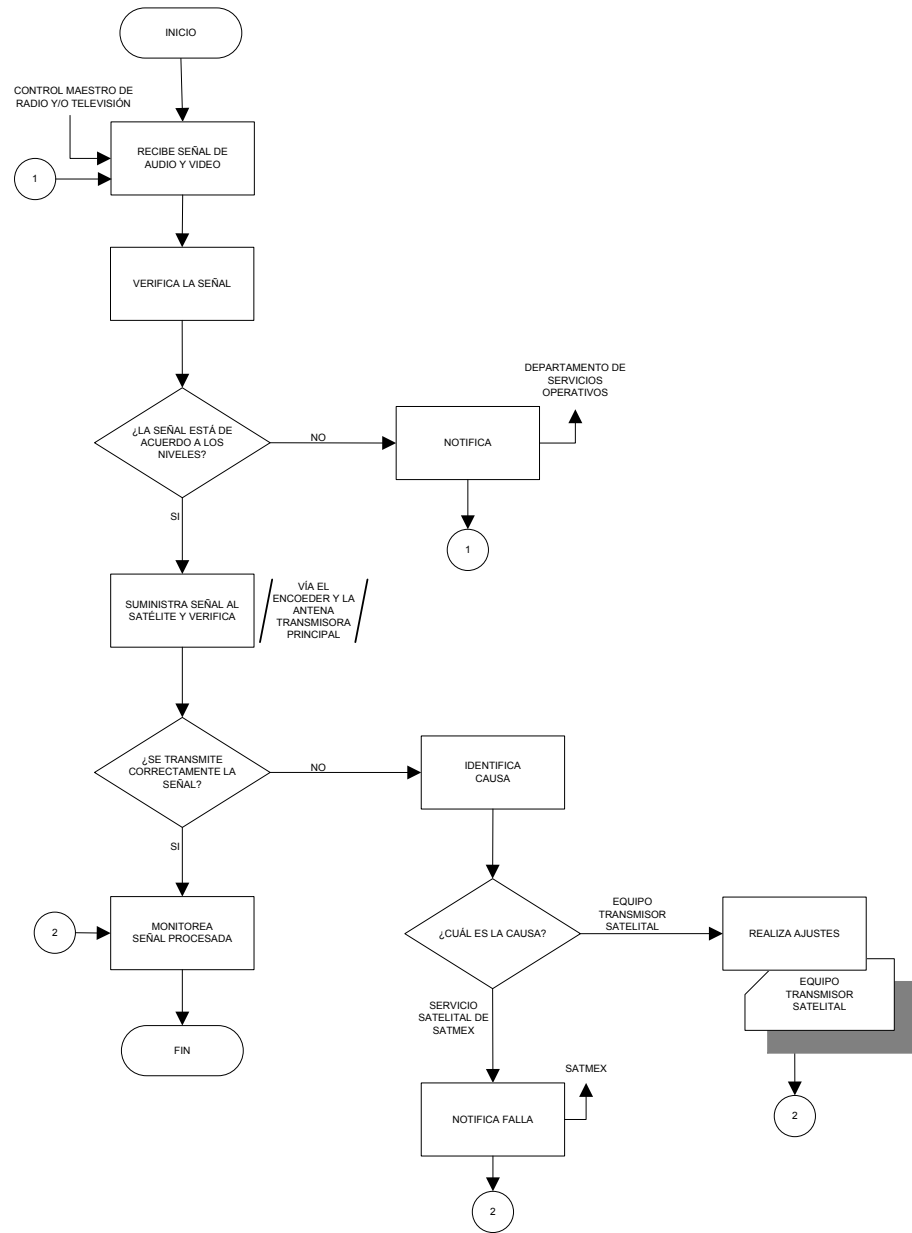 INICIO
CONTROL MAESTRO DE
RADIO Y/O TELEVISIÓN
RECIBE SEÑAL DE
AUDIO Y VIDEO
1
VERIFICA LA SEÑAL
DEPARTAMENTO DE
SERVICIOS
OPERATIVOS
¿LA SEÑAL ESTÁ DE
ACUERDO A LOS
NIVELES?
NO
NOTIFICA
SI
1
SUMINISTRA SEÑAL AL
SATÉLITE Y VERIFICA
VÍA EL
ENCOEDER Y LA
ANTENA
TRANSMISORA
PRINCIPAL
¿SE TRANSMITE
CORRECTAMENTE LA
SEÑAL?
NO
IDENTIFICA
CAUSA
SI
2
MONITOREA
SEÑAL PROCESADA
¿CUÁL ES LA CAUSA?
EQUIPO
TRANSMISOR
SATELITAL
REALIZA AJUSTES
EQUIPO
TRANSMISOR
SATELITAL
SERVICIO
SATELITAL DE
SATMEX
FIN
SATMEX
NOTIFICA FALLA
2
2